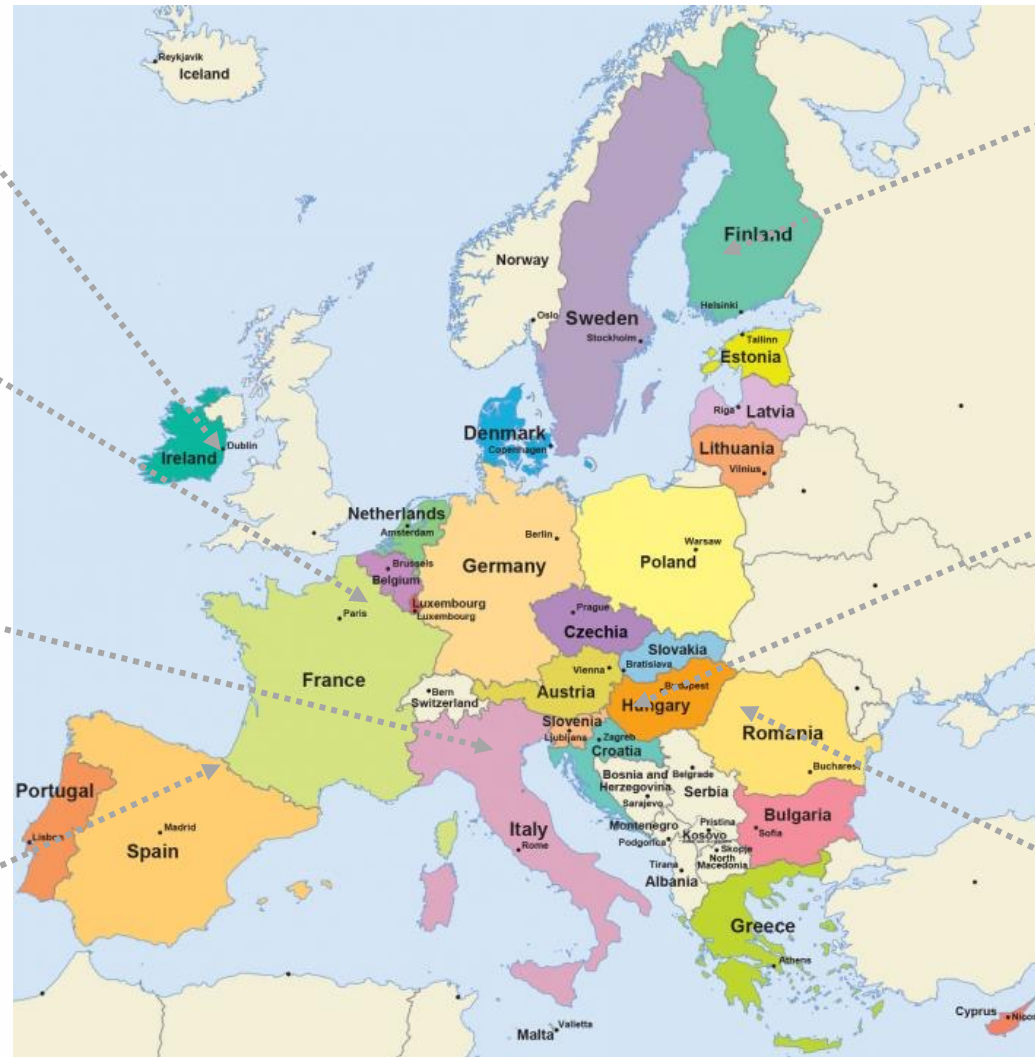 Reykjavik
Iceland
Finland
Norway
Helsinki
Oslo
Sweden
Stockholm
Tallinn
Estonia
Riga
Latvia
Denmark
Copenhagen
Dublin
Ireland
Lithuania
Vilnius
Netherlands
Amsterdam
Berlin
Warsaw
Poland
Brussels
Belgium
Germany
Luxembourg
Luxembourg
Paris
Prague
Czechia
Slovakia
Bratislava
Vienna
Austria
France
Bern
Switzerland
Budapest
Hungary
Slovenia
Ljubljana
Zagreb
Croatia
Romania
Bucharest
Bosnia and
Herzegovina
Sarajevo
Belgrade
Serbia
Portugal
Lisbon
Madrid
Spain
Italy
Rome
Montenegro
Podgorica
Pristina
Kosovo
Sofia
Bulgaria
Skopje
North
Macedonia
Tirana
Albania
Greece
Athens
Malta
Valletta
Cyprus